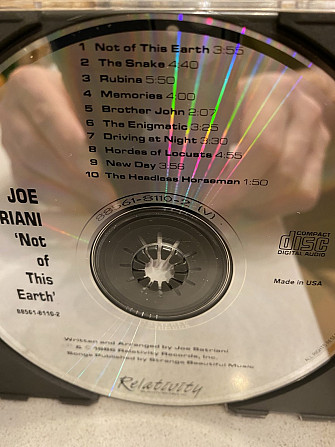 1 Not of This Earth 3:55
2 The Snake 4:40
3 Rubina 5:50
4 Memories 4:00
5 Brother John 2:07
6 The Enigmatic 3:25
7 Driving at Night 3:30
8 Hordes of Locusts 4:55
9 New Day 3:58
10 The Headless Horseman 1:50
JOE
RIANI
'Not
of
This
Earth'
88561-8110-2
88561-8110-2 (V)
COMPACT
disc
DIGITAL AUDIO
Made in USA
Written and Arranged by Joe Satriani
℗ © 1986 Relativity Records, Inc.
Songs Published by Strange Beautiful Music
Relativity